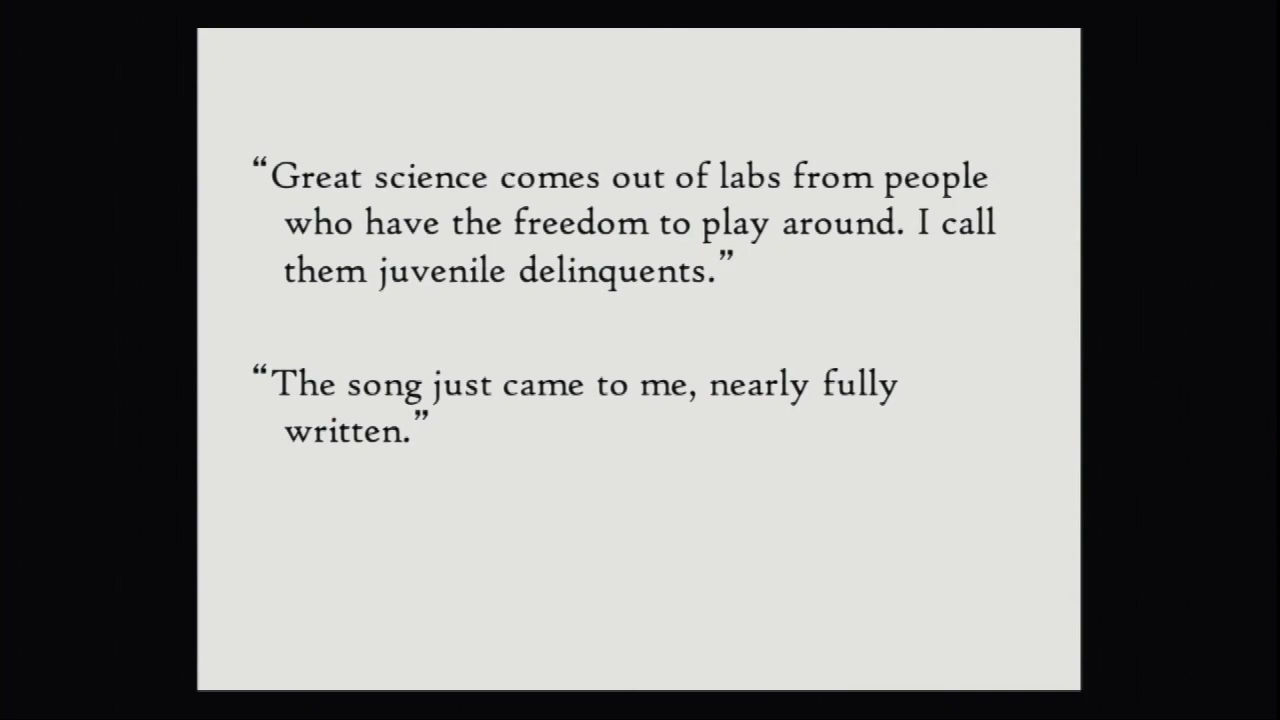 “Great science comes out of labs from people
who have the freedom to play around. I call
them juvenile delinquents.”
“The song just came to me, nearly fully
written.”